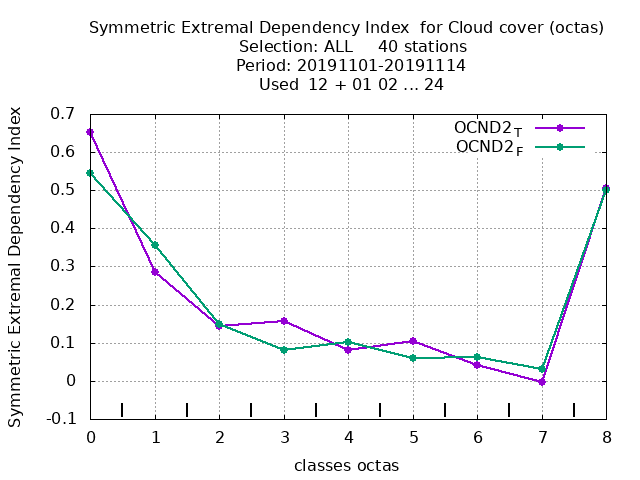 Symmetric Extremal Dependency Index  for Cloud cover (octas)
Selection: ALL     40 stations
Period: 20191101-20191114
Used  12 + 01 02 ... 24
Symmetric Extremal Dependency Index
0.7
0.6
0.5
0.4
0.3
0.2
0.1
0
-0.1
OCND2T
OCND2F
0 1 2 3 4 5 6 7 8
classes octas